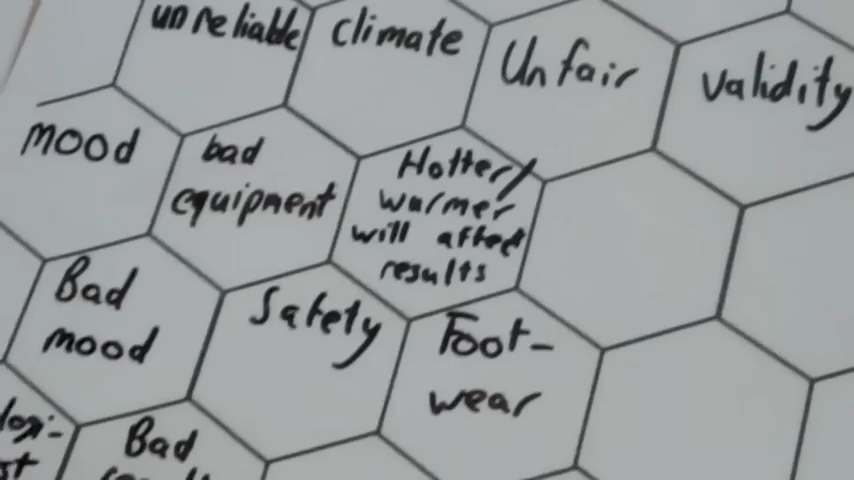 unreliable
climate
Unfair
validity
mood
bad
equipment
Hotter/
warmer
will affect
results
Bad
mood
Safety
Foot-
wear
Bad